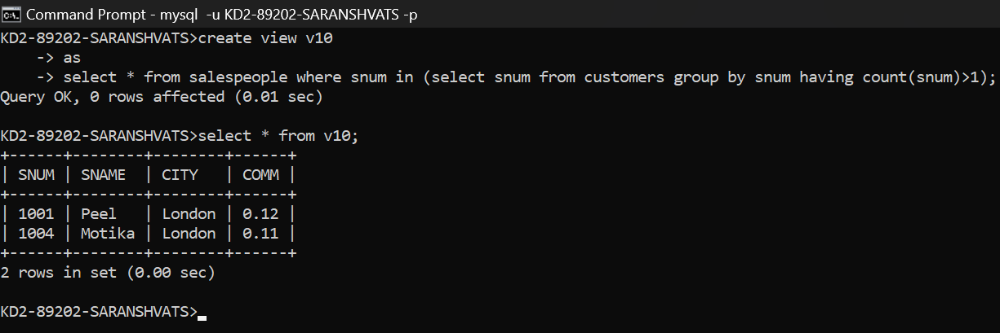 Command Prompt - mysql  -u KD2-89202-SARANSHVATS -p
KD2-89202-SARANSHVATS>create view v10
    -> as
    -> select * from salespeople where snum in (select snum from customers group by snum having count(snum)>1);
Query OK, 0 rows affected (0.01 sec)

KD2-89202-SARANSHVATS>select * from v10;
+------+--------+--------+------+
| SNUM | SNAME  | CITY   | COMM |
+------+--------+--------+------+
| 1001 | Peel   | London | 0.12 |
| 1004 | Motika | London | 0.11 |
+------+--------+--------+------+
2 rows in set (0.00 sec)

KD2-89202-SARANSHVATS>